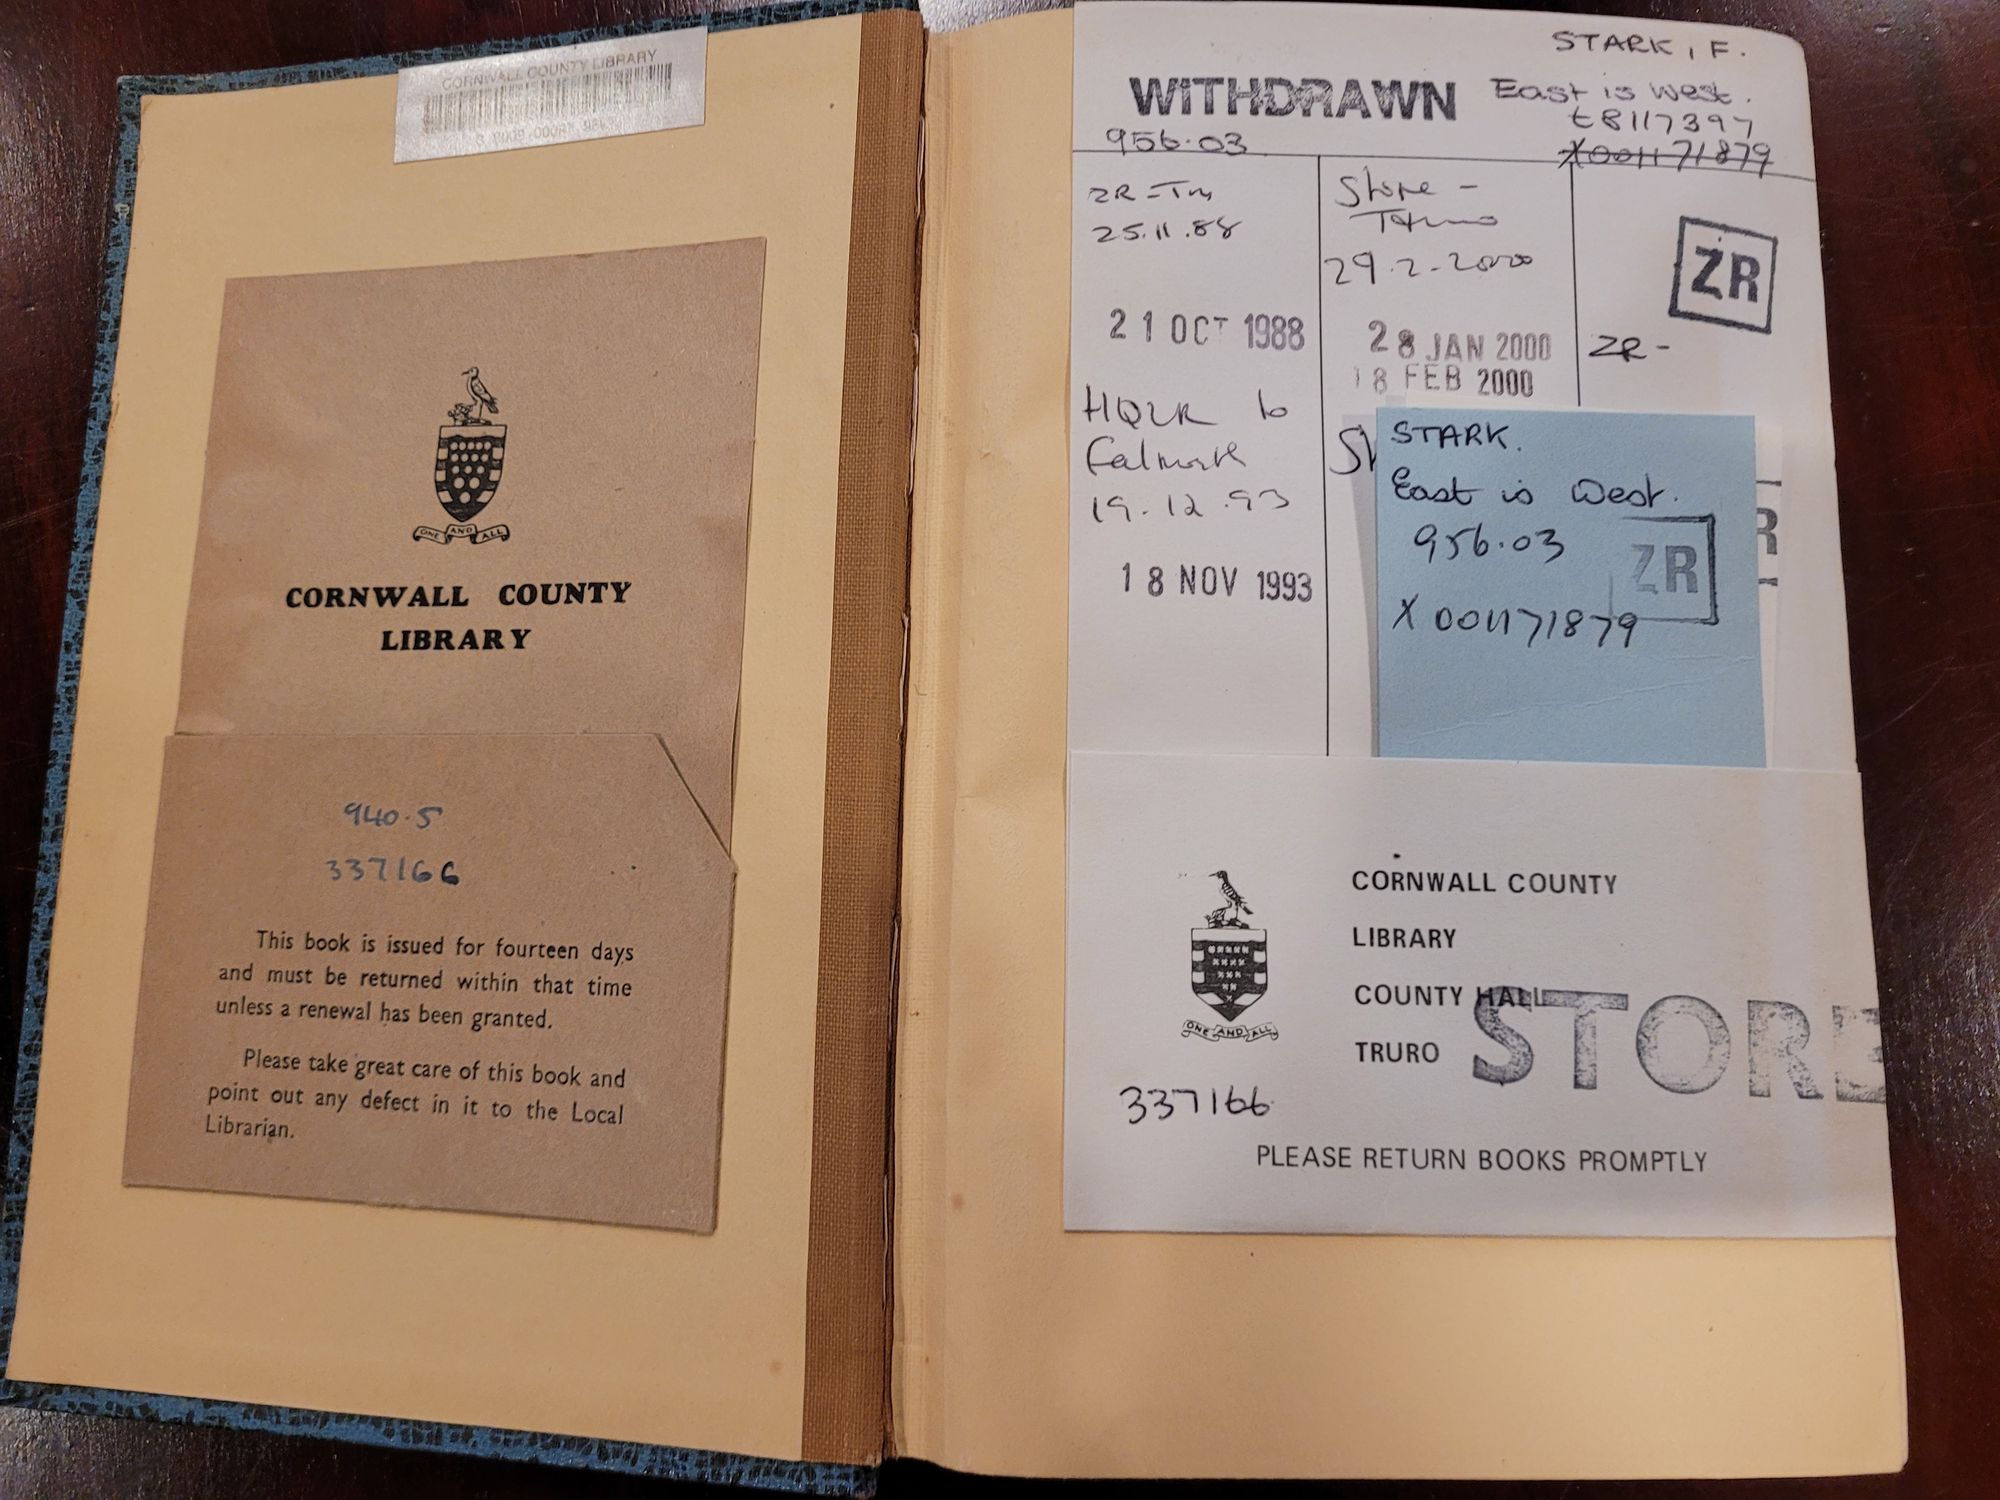 CORNWALL COUNTY LIBRARY
ONE AND ALL
CORNWALL COUNTY
LIBRARY
940.5
337166
This book is issued for fourteen days
and must be returned within that time
unless a renewal has been granted.
Please take great care of this book and
point out any defect in it to the Local
Librarian.
STARK, F.
WITHDRAWN
East is West.
t8117397
956.03
X001171879
ZR-
25.11.88
21 OCT 1988
HQLR to
Falmouth
19.12.93
18 NOV 1993
Store -
Truro
29.2.2000
28 JAN 2000
18 FEB 2000
ZR
ZR-
STARK.
East is West.
956.03
ZR
X001171879
R
CORNWALL COUNTY
LIBRARY
COUNTY HALL
TRURO
STORE
ONE AND ALL
337166
PLEASE RETURN BOOKS PROMPTLY